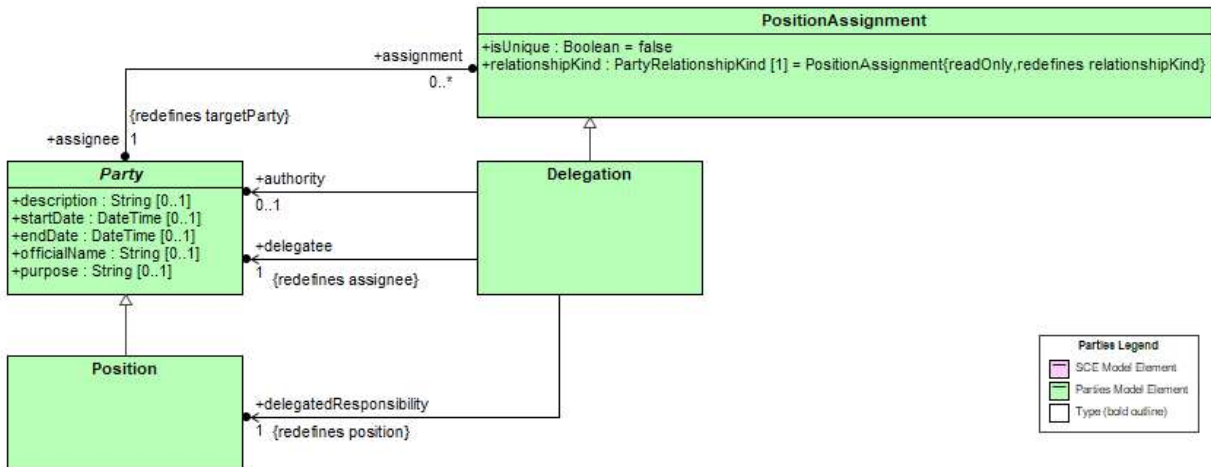 PositionAssignment
+isUnique : Boolean = false
+relationshipKind : PartyRelationshipKind [1] = PositionAssignment{readOnly,redefines relationshipKind}
+assignment
0..*
{redefines targetParty}
+assignee 1
Party
+description : String [0..1]
+startDate : DateTime [0..1]
+endDate : DateTime [0..1]
+officialName : String [0..1]
+purpose : String [0..1]
+authority
0..1
+delegatee
1 {redefines assignee}
Delegation
Position
+delegatedResponsibility
1 {redefines position}
Parties Legend
SCE Model Element
Parties Model Element
Type (bold outline)